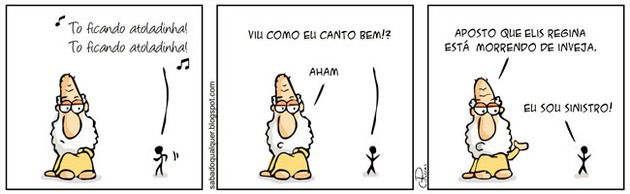 To ficando atoladinha!
To ficando atoladinha!
VIU COMO EU CANTO BEM!?
AHAM
sabadoqualquer.blogspot.com
APOSTO QUE ELIS REGINA
ESTÁ MORRENDO DE INVEJA.
EU SOU SINISTRO!